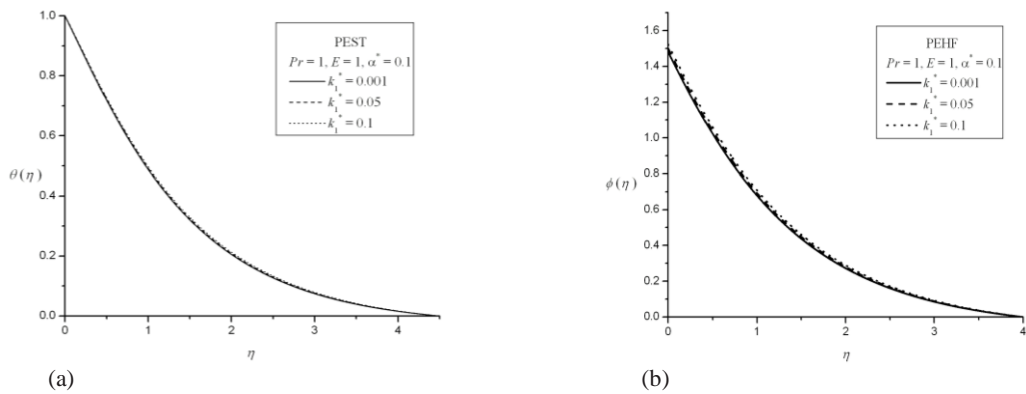 1.0
0.8
0.6
0.4
0.2
0.0
θ(η)
0
1
2
3
4
η
PEST
Pr = 1, E = 1, α* = 0.1
k₁* = 0.001
k₁* = 0.05
k₁* = 0.1
(a)
1.6
1.4
1.2
1.0
0.8
0.6
0.4
0.2
0.0
ϕ(η)
0
1
2
3
4
η
PEHF
Pr = 1, E = 1, α* = 0.1
k₁* = 0.001
k₁* = 0.05
k₁* = 0.1
(b)